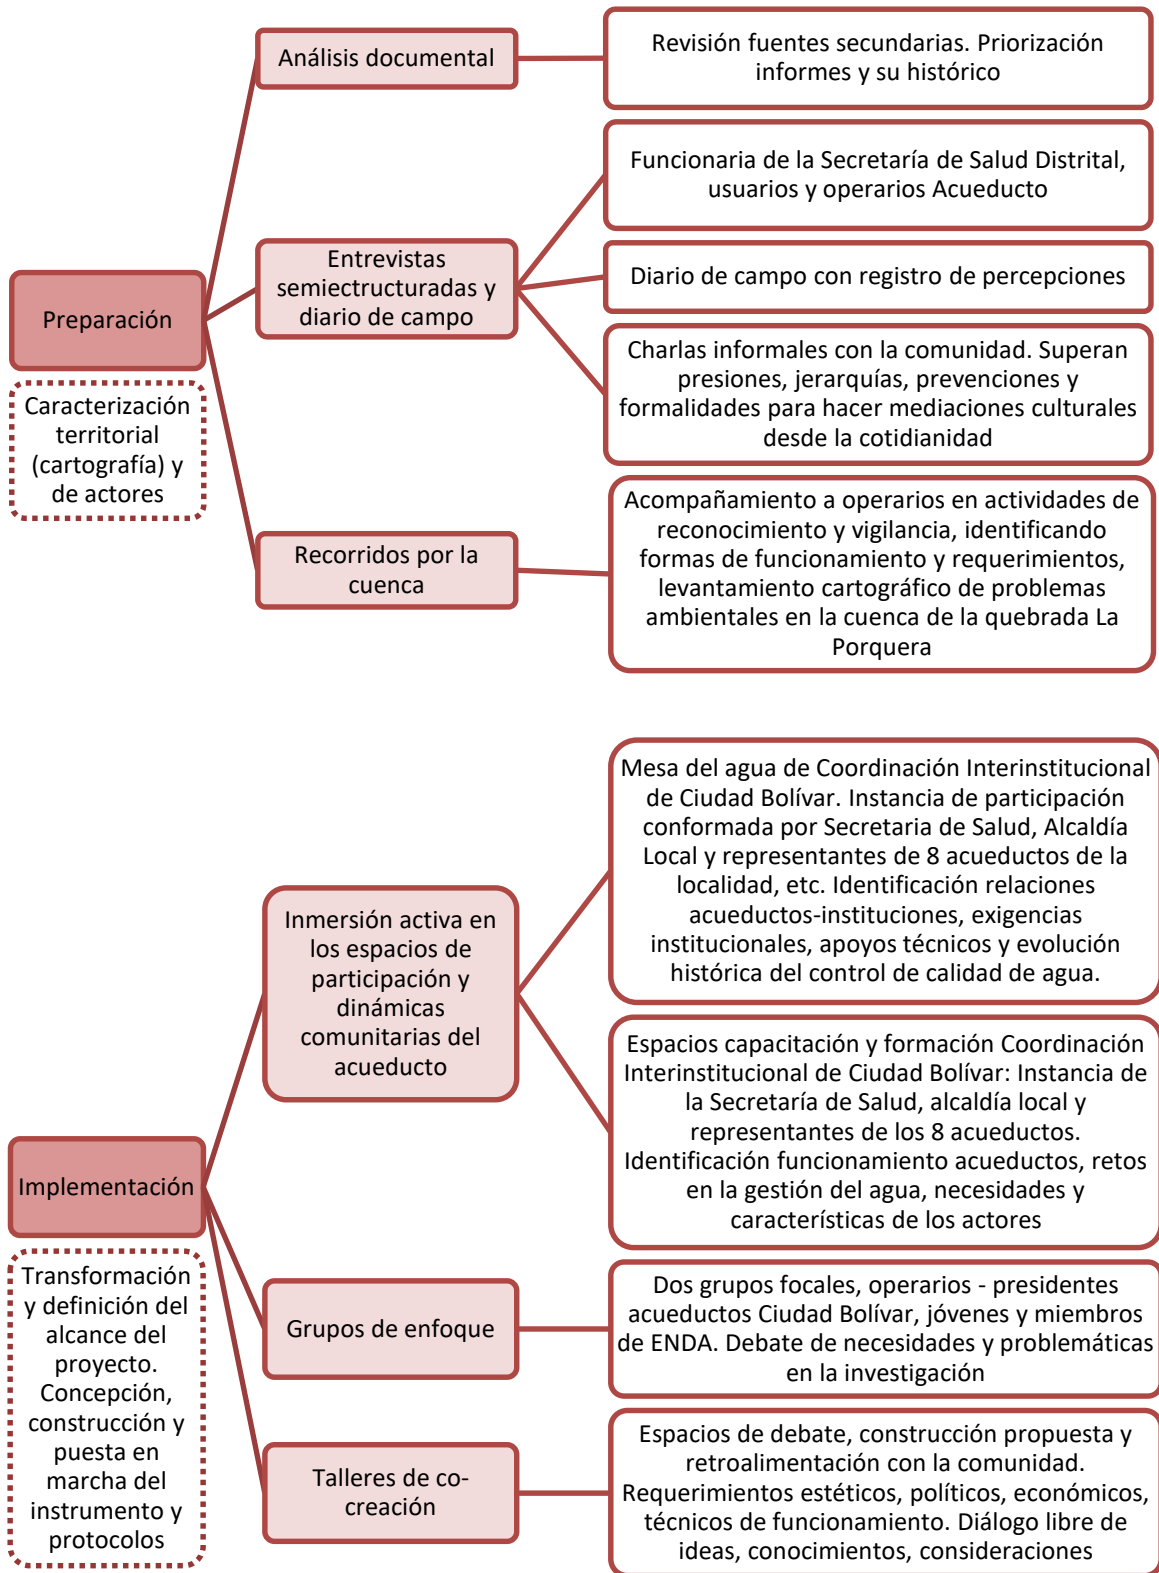 Análisis documental
Revisión fuentes secundarias. Priorización
informes y su histórico
Funcionaria de la Secretaría de Salud Distrital,
usuarios y operarios Acueducto
Entrevistas
semiectructuradas y
diario de campo
Diario de campo con registro de percepciones
Preparación
Charlas informales con la comunidad. Superan
presiones, jerarquías, prevenciones y
formalidades para hacer mediaciones culturales
desde la cotidianidad
Caracterización
territorial
(cartografía) y
de actores
Recorridos por la
cuenca
Acompañamiento a operarios en actividades de
reconocimiento y vigilancia, identificando
formas de funcionamiento y requerimientos,
levantamiento cartográfico de problemas
ambientales en la cuenca de la quebrada La
Porquera
Mesa del agua de Coordinación Interinstitucional
de Ciudad Bolívar. Instancia de participación
conformada por Secretaria de Salud, Alcaldía
Local y representantes de 8 acueductos de la
localidad, etc. Identificación relaciones
acueductos-instituciones, exigencias
institucionales, apoyos técnicos y evolución
histórica del control de calidad de agua.
Inmersión activa en
los espacios de
participación y
dinámicas
comunitarias del
acueducto
Espacios capacitación y formación Coordinación
Interinstitucional de Ciudad Bolívar: Instancia de
la Secretaría de Salud, alcaldía local y
representantes de los 8 acueductos.
Identificación funcionamiento acueductos, retos
en la gestión del agua, necesidades y
características de los actores
Implementación
Transformación
y definición del
alcance del
proyecto.
Concepción,
construcción y
puesta en
marcha del
instrumento y
protocolos
Grupos de enfoque
Dos grupos focales, operarios - presidentes
acueductos Ciudad Bolívar, jóvenes y miembros
de ENDA. Debate de necesidades y problemáticas
en la investigación
Talleres de co-
creación
Espacios de debate, construcción propuesta y
retroalimentación con la comunidad.
Requerimientos estéticos, políticos, económicos,
técnicos de funcionamiento. Diálogo libre de
ideas, conocimientos, consideraciones